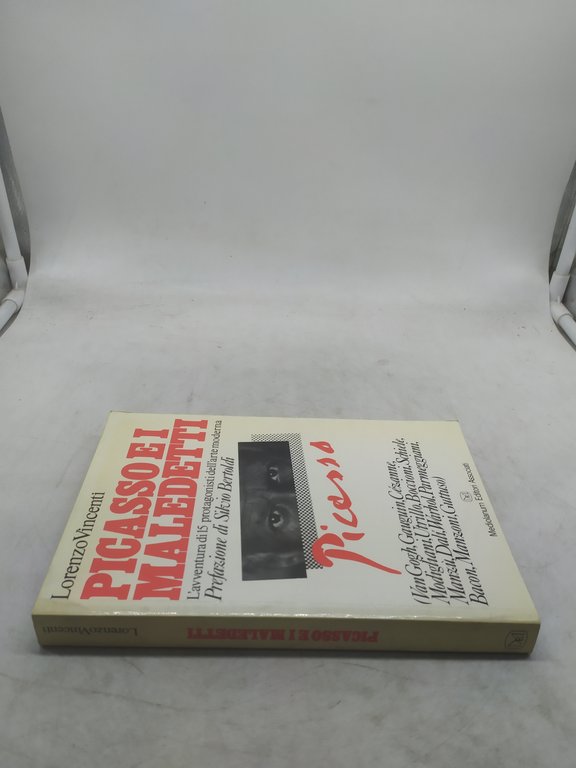 Lorenzo Vincenti
PICASSO E I
MALEDETTI
L'avventura di 15 protagonisti dell'arte moderna
Prefazione di Silvio Bertoldi
Picasso
(Van Gogh, Gauguin, Cézanne,
Modigliani, Utrillo, Boccioni, Schiele,
Manzù, Dalí, Warhol, Parmeggiani,
Bacon, Manzoni, Guttuso)
Mediolanum Editori Associati
Lorenzo Vincenti
PICASSO E I MALEDETTI